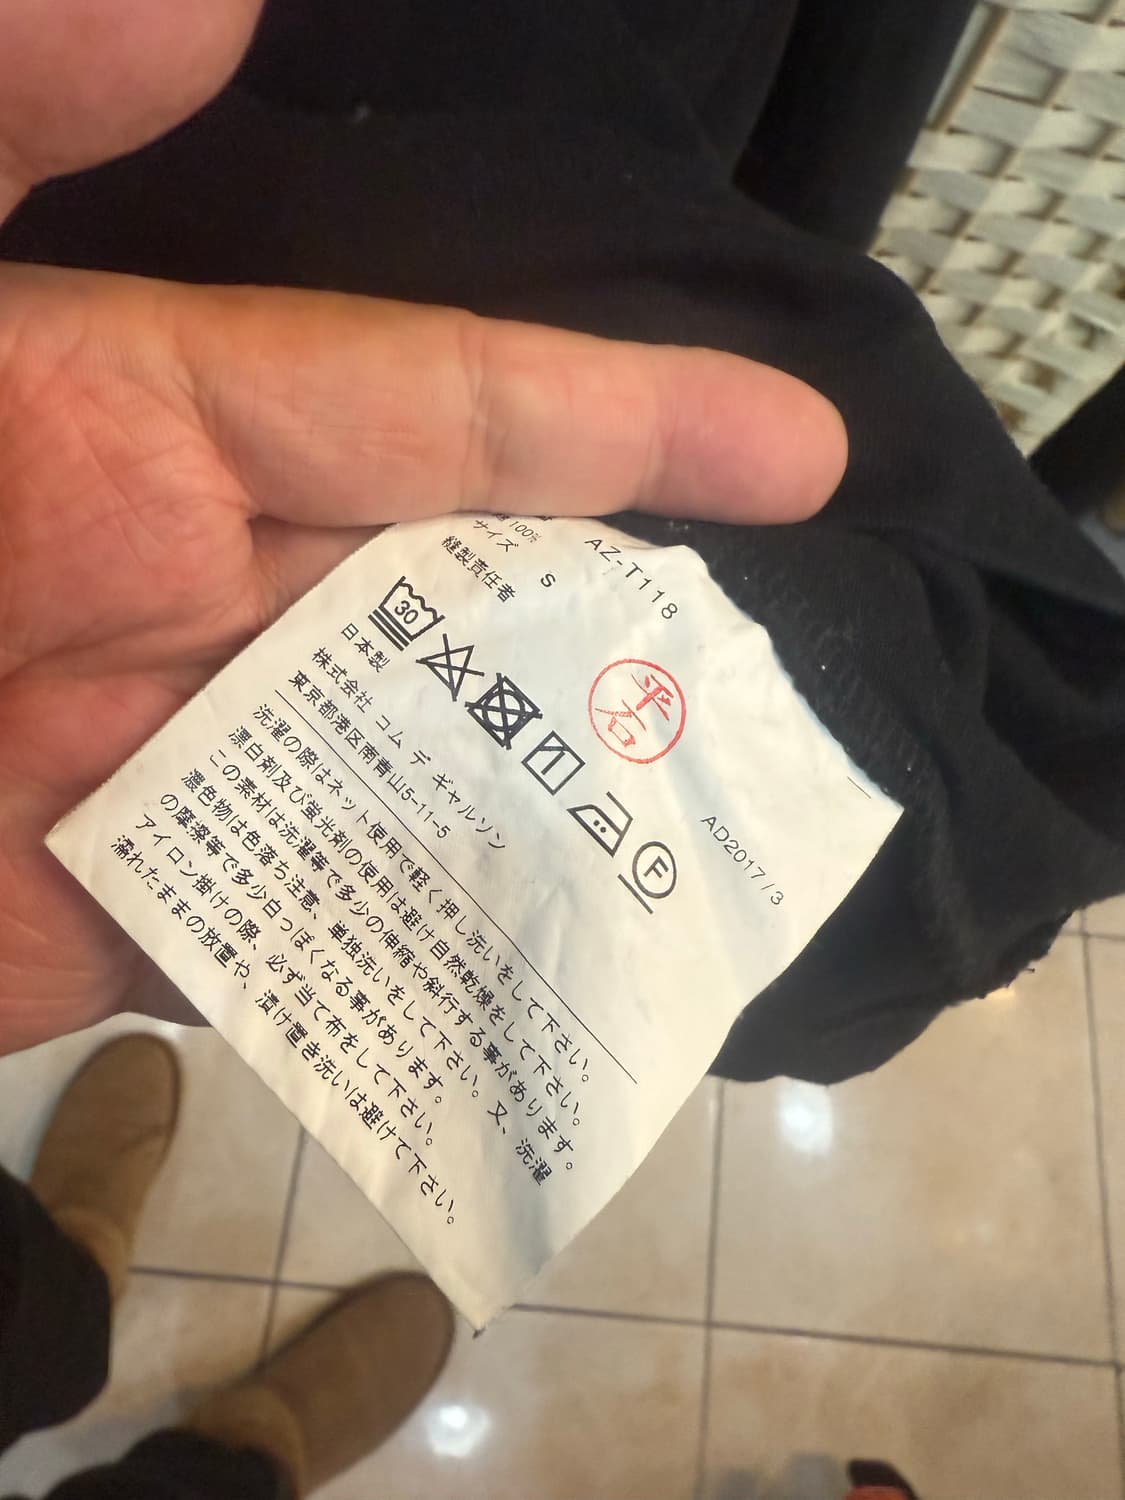 100%
サイズ S
縫製責任者
AZ-T118
平石
AD2017/3
30
F
日本製
株式会社 コム デ ギャルソン
東京都港区南青山5-11-5
洗濯の際はネット使用で軽く押し洗いをして下さい。
漂白剤及び蛍光剤の使用は避け自然乾燥をして下さい。
この素材は洗濯等で多少の伸縮や斜行する事があります。
濃色物は色落ち注意、単独洗いをして下さい。又、洗濯
の摩擦等で多少白っぽくなる事があります。
アイロン掛けの際、必ず当て布をして下さい。
濡れたままの放置や、漬け置き洗いは避けて下さい。